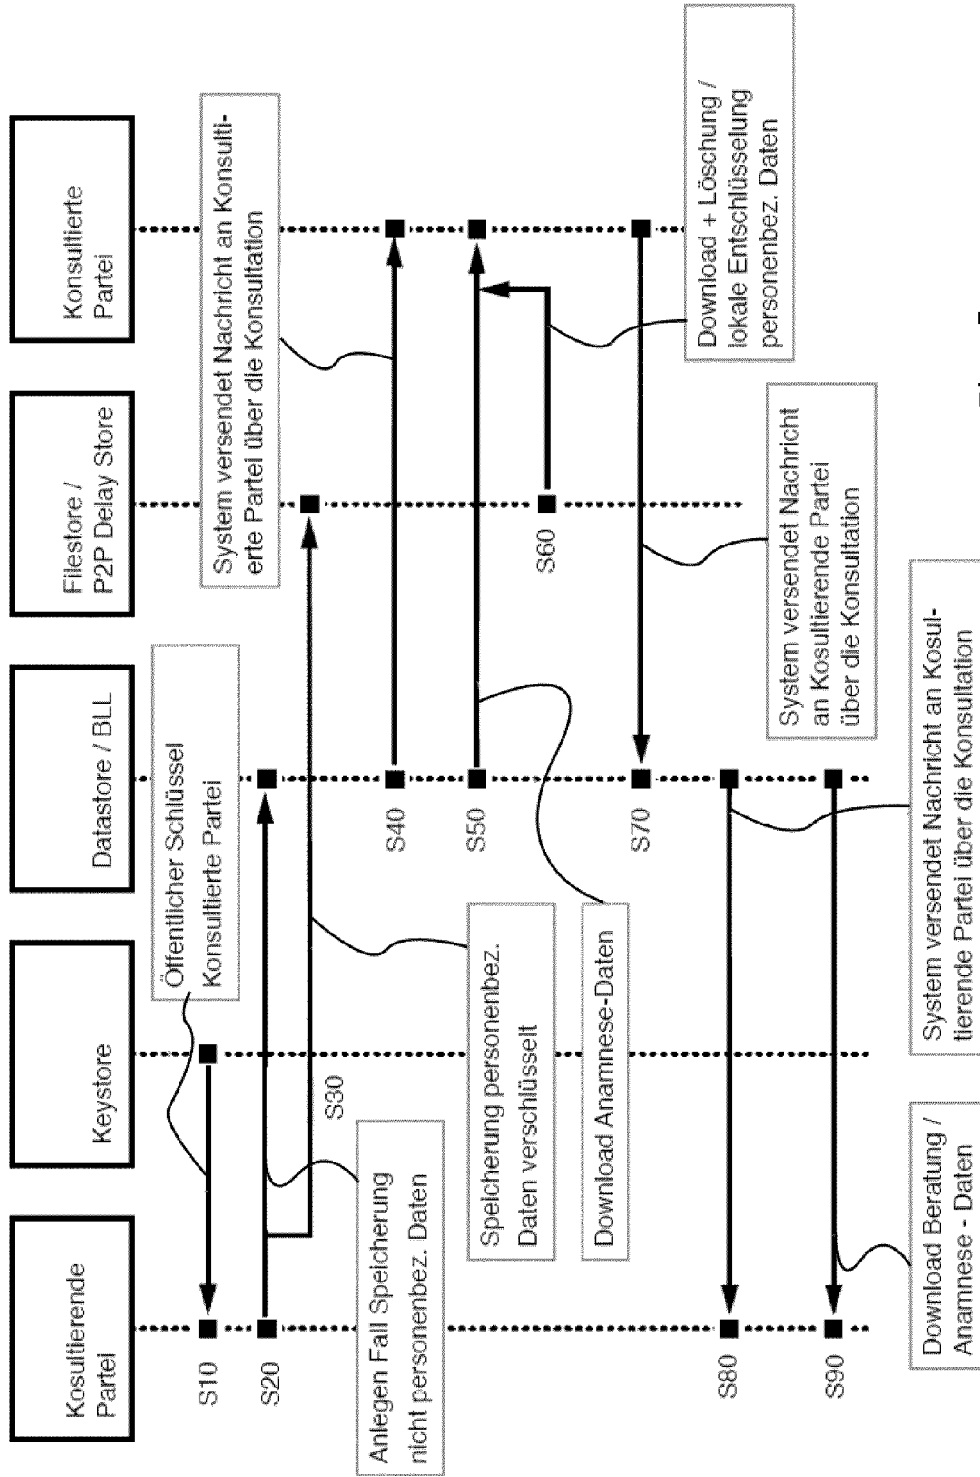 Kosultierende
Partei
Keystore
Datastore / BLL
Filestore /
P2P Delay Store
Konsultierte
Partei
S10
Öffentlicher Schlüssel
Konsultierte Partei
S20
Anlegen Fall Speicherung
nicht personenbez. Daten
S30
Speicherung personenbez.
Daten verschlüsselt
System versendet Nachricht an Konsulti-
erte Partei über die Konsultation
S40
S50
Download Anamnese-Daten
S60
Download + Löschung /
lokale Entschlüsselung
personenbez. Daten
S70
System versendet Nachricht
an Kosultierende Partei
über die Konsultation
S80
System versendet Nachricht an Kosul-
tierende Partei über die Konsultation
S90
Download Beratung /
Anamnese - Daten